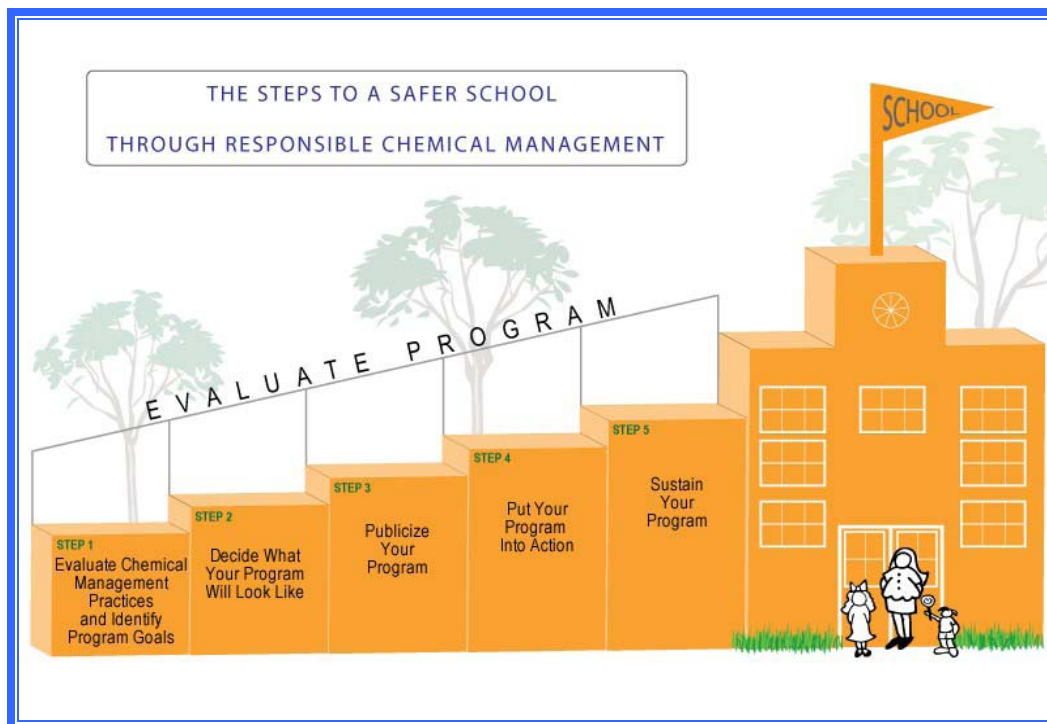 THE STEPS TO A SAFER SCHOOL
THROUGH RESPONSIBLE CHEMICAL MANAGEMENT
SCHOOL
EVALUATE PROGRAM
STEP 1
Evaluate Chemical
Management
Practices
and Identify
Program Goals
STEP 2
Decide What
Your Program
Will Look Like
STEP 3
Publicize
Your
Program
STEP 4
Put Your
Program
Into Action
STEP 5
Sustain
Your
Program